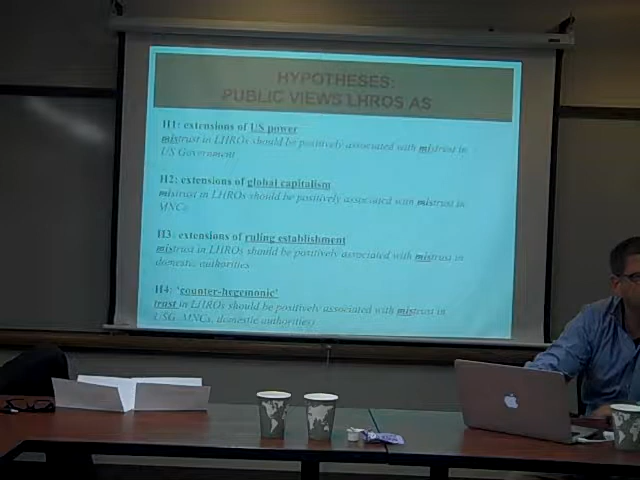 HYPOTHESES:
PUBLIC VIEWS LHROS AS
H1: extensions of US power
mistrust in LHROs should be positively associated with mistrust in
US Government
H2: extensions of global capitalism
mistrust in LHROs should be positively associated with mistrust in
MNCs
H3: extensions of ruling establishment
mistrust in LHROs should be positively associated with mistrust in
domestic authorities
H4: 'counter-hegemonic'
trust in LHROs should be positively associated with mistrust in
USG, MNCs, domestic authorities)